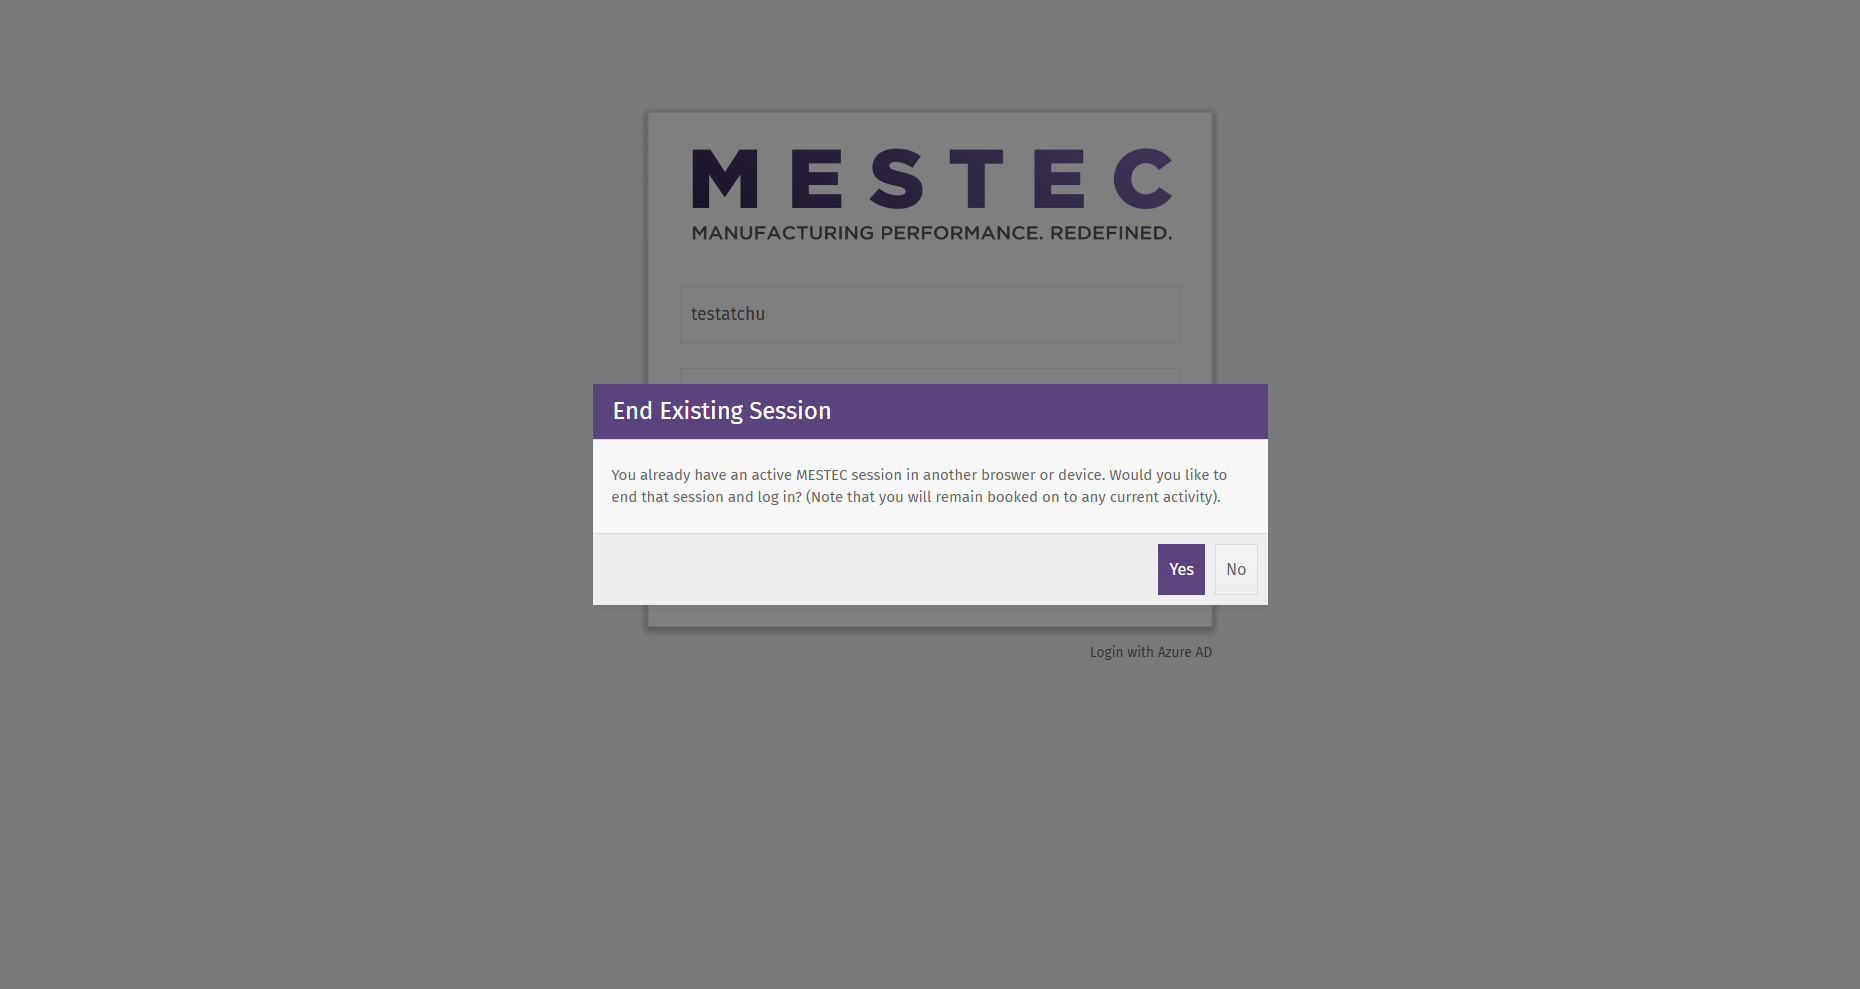 MESTEC
MANUFACTURING PERFORMANCE. REDEFINED.
testatchu
End Existing Session
You already have an active MESTEC session in another broswer or device. Would you like to
end that session and log in? (Note that you will remain booked on to any current activity).
Yes No
Login with Azure AD